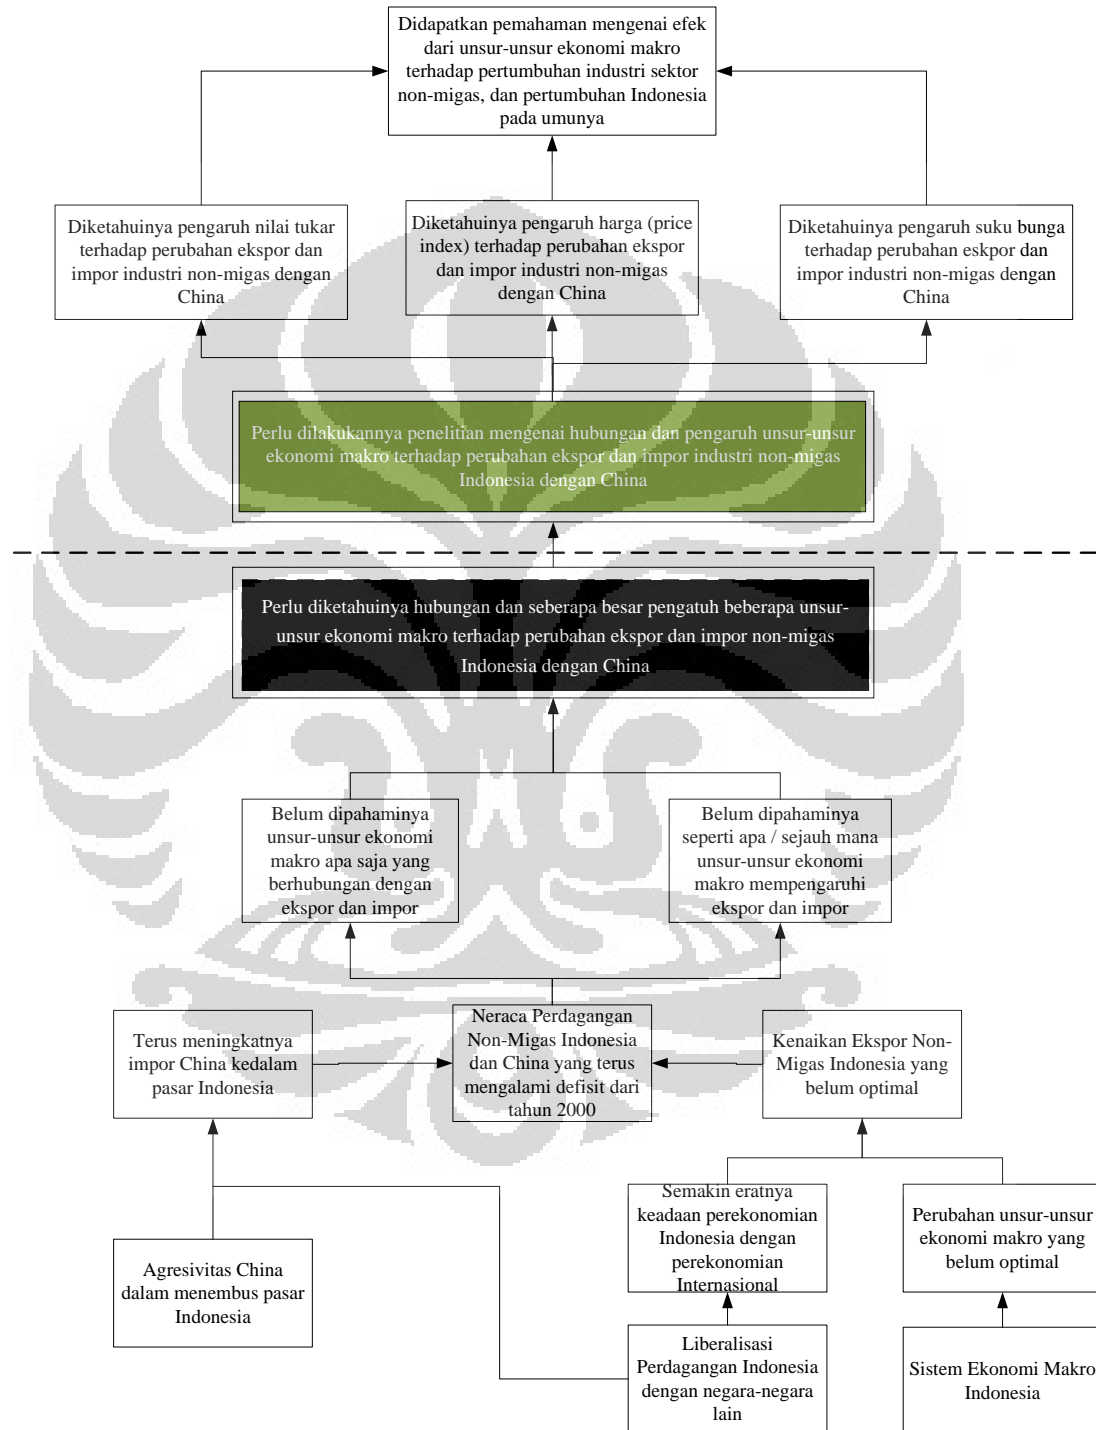 Didapatkan pemahaman mengenai efek
dari unsur-unsur ekonomi makro
terhadap pertumbuhan industri sektor
non-migas, dan pertumbuhan Indonesia
pada umunya
Diketahuinya pengaruh nilai tukar
terhadap perubahan ekspor dan
impor industri non-migas dengan
China
Diketahuinya pengaruh harga (price
index) terhadap perubahan ekspor
dan impor industri non-migas
dengan China
Diketahuinya pengaruh suku bunga
terhadap perubahan eskpor dan
impor industri non-migas dengan
China
Perlu dilakukannya penelitian mengenai hubungan dan pengaruh unsur-unsur
ekonomi makro terhadap perubahan ekspor dan impor industri non-migas
Indonesia dengan China
Perlu diketahuinya hubungan dan seberapa besar pengatuh beberapa unsur-
unsur ekonomi makro terhadap perubahan ekspor dan impor non-migas
Indonesia dengan China
Belum dipahaminya
unsur-unsur ekonomi
makro apa saja yang
berhubungan dengan
ekspor dan impor
Belum dipahaminya
seperti apa / sejauh mana
unsur-unsur ekonomi
makro mempengaruhi
ekspor dan impor
Terus meningkatnya
impor China kedalam
pasar Indonesia
Neraca Perdagangan
Non-Migas Indonesia
dan China yang terus
mengalami defisit dari
tahun 2000
Kenaikan Ekspor Non-
Migas Indonesia yang
belum optimal
Semakin eratnya
keadaan perekonomian
Indonesia dengan
perekonomian
Internasional
Perubahan unsur-unsur
ekonomi makro yang
belum optimal
Agresivitas China
dalam menembus pasar
Indonesia
Liberalisasi
Perdagangan Indonesia
dengan negara-negara
lain
Sistem Ekonomi Makro
Indonesia